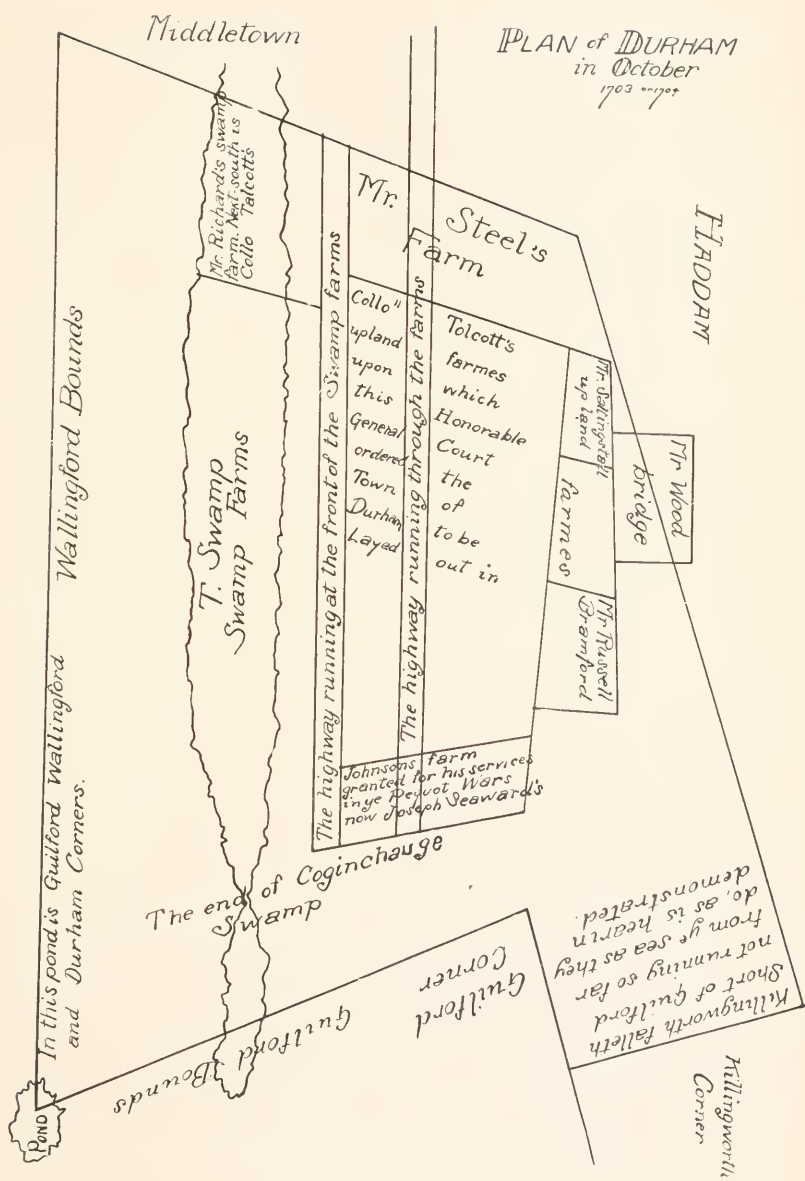 Middletown
PLAN of DURHAM
in October
1703 or 1704
HADDAM
Mr. Richard's swamp
farm. Next south is
Collo Talcott's
Mr. Steel's
Farm
Wallingford Bounds
In this pond is Guilford Wallingford
and Durham Corners.
POND
T. Swamp
Swamp Farms
The highway running at the front of the Swamp farms
The highway running through the farms
Collo" Tolcott's
upland farmes
upon which
this Honorable
General Court
ordered the
Town of
Durham to be
Layed out in
Mr. Saltingstall
up land
farmes
Mr Russell
Bramford
Mr Wood
bridge
Johnsons farm
granted for his services
in ye Pequot Wars
now Joseph Seaward's
The end of Coginchauge
Swamp
Guilford Bounds
Guilford
Corner
Killingworth falleth
Short of Guilford
not running so far
from ye sea as they
do, as is hearin
demonstrated.
Killingworth
Corner